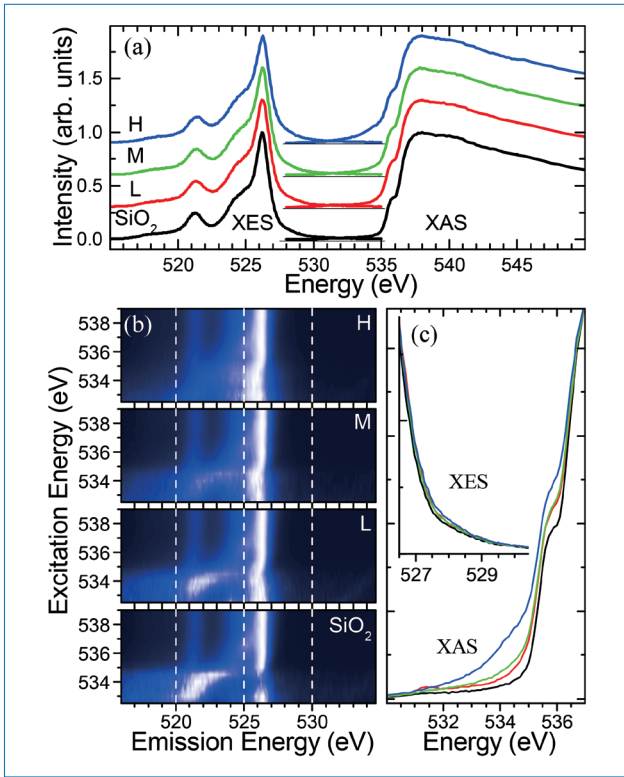 (a)
Intensity (arb. units)
1.5
1.0
0.5
0.0
H
M
L
SiO₂
XES
XAS
520
525
530
535
540
545
Energy (eV)
(b)
H
M
L
SiO₂
Excitation Energy (eV)
538
536
534
538
536
534
538
536
534
538
536
534
520
525
530
Emission Energy (eV)
(c)
XES
527
529
XAS
532
534
536
Energy (eV)